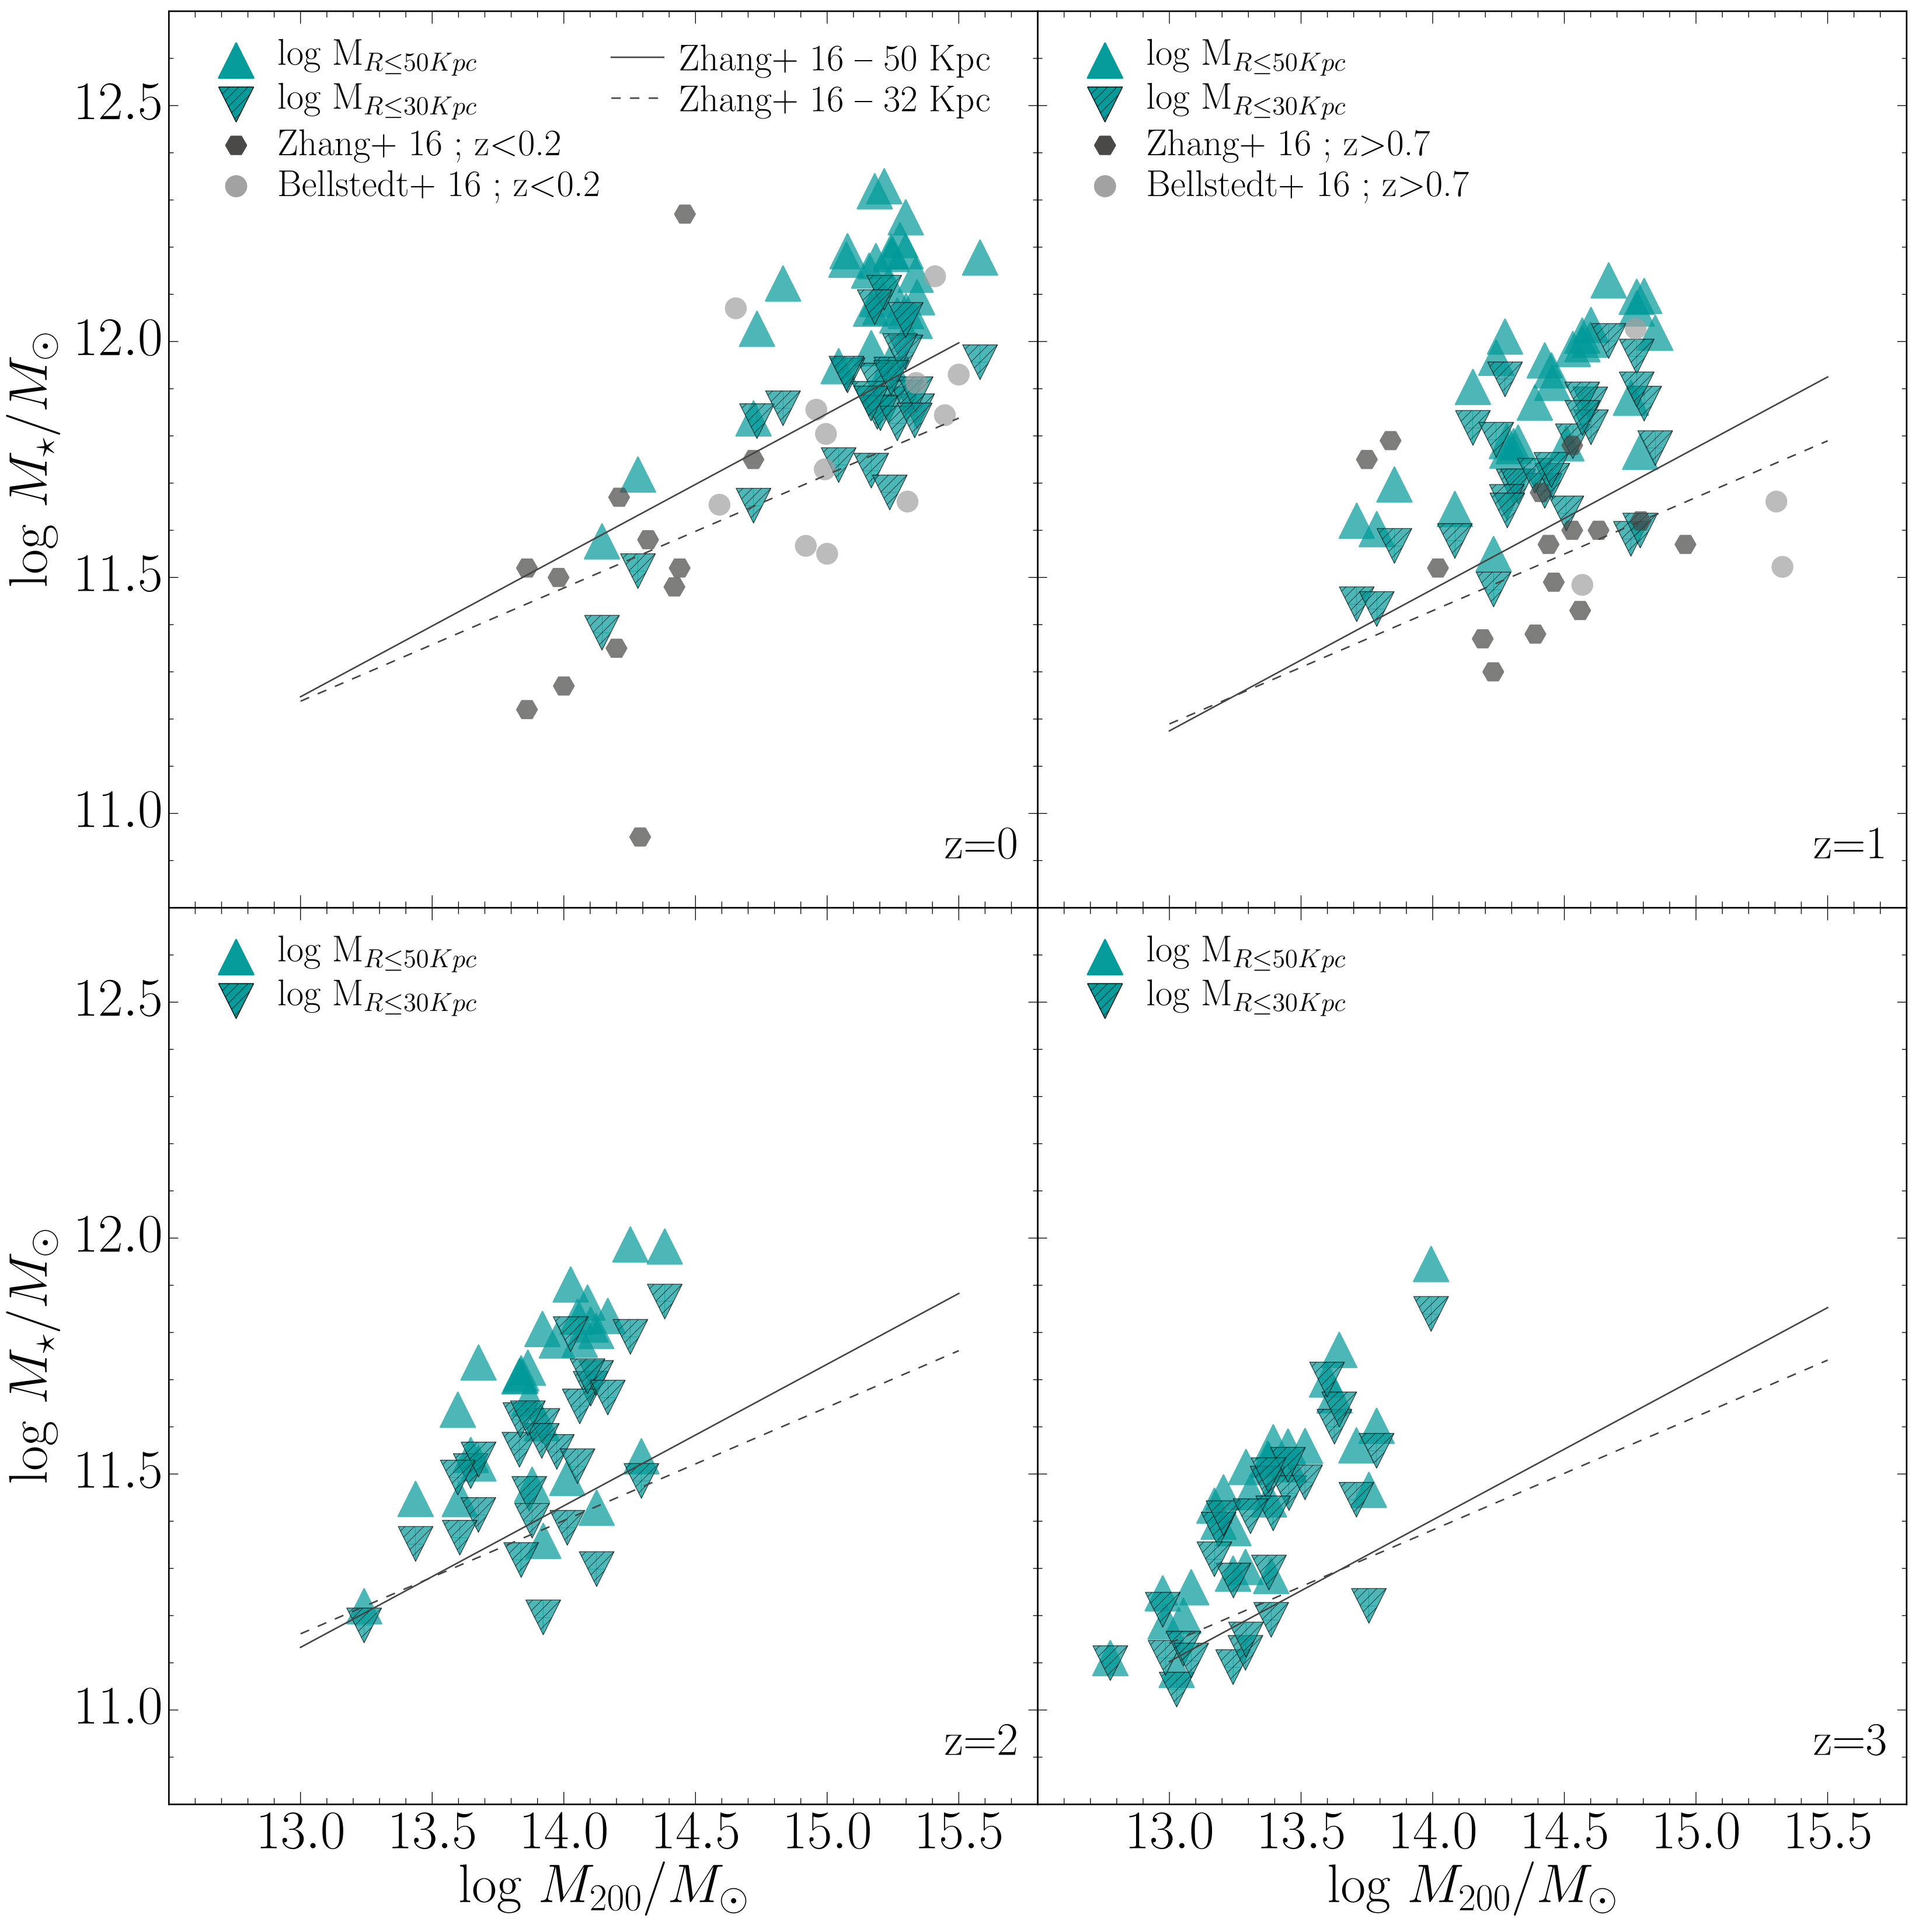 log M_{R≤50Kpc}
log M_{R≤30Kpc}
Zhang+ 16 ; z<0.2
Bellstedt+ 16 ; z<0.2
Zhang+ 16 – 50 Kpc
Zhang+ 16 – 32 Kpc
log M_{R≤50Kpc}
log M_{R≤30Kpc}
Zhang+ 16 ; z>0.7
Bellstedt+ 16 ; z>0.7
12.5
12.0
11.5
11.0
log M⋆/M⊙
z=0
z=1
log M_{R≤50Kpc}
log M_{R≤30Kpc}
log M_{R≤50Kpc}
log M_{R≤30Kpc}
12.5
12.0
11.5
11.0
log M⋆/M⊙
z=2
z=3
13.0 13.5 14.0 14.5 15.0 15.5
13.0 13.5 14.0 14.5 15.0 15.5
log M₂₀₀/M⊙
log M₂₀₀/M⊙